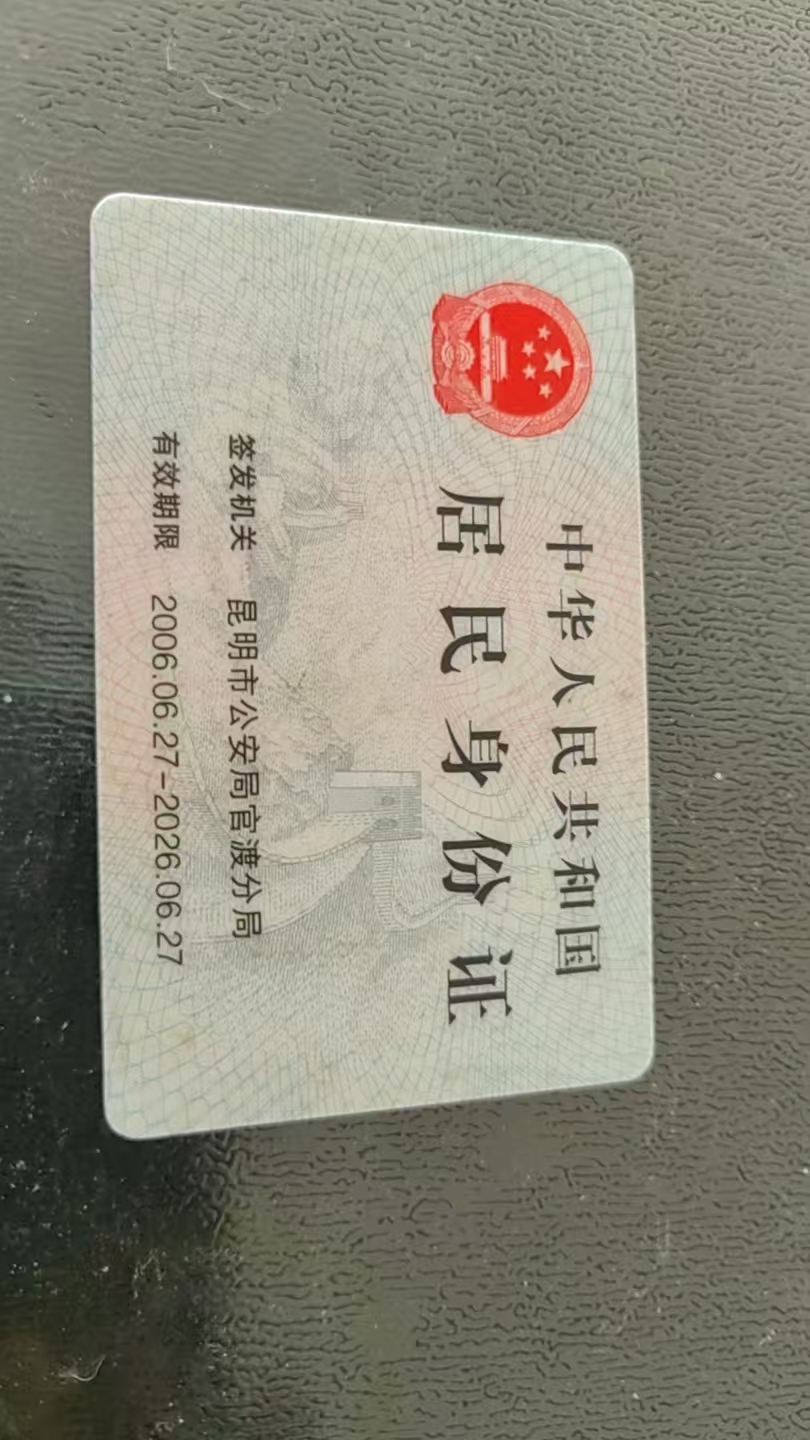 中华人民共和国
居民身份证
签发机关 昆明市公安局官渡分局
有效期限 2006.06.27-2026.06.27